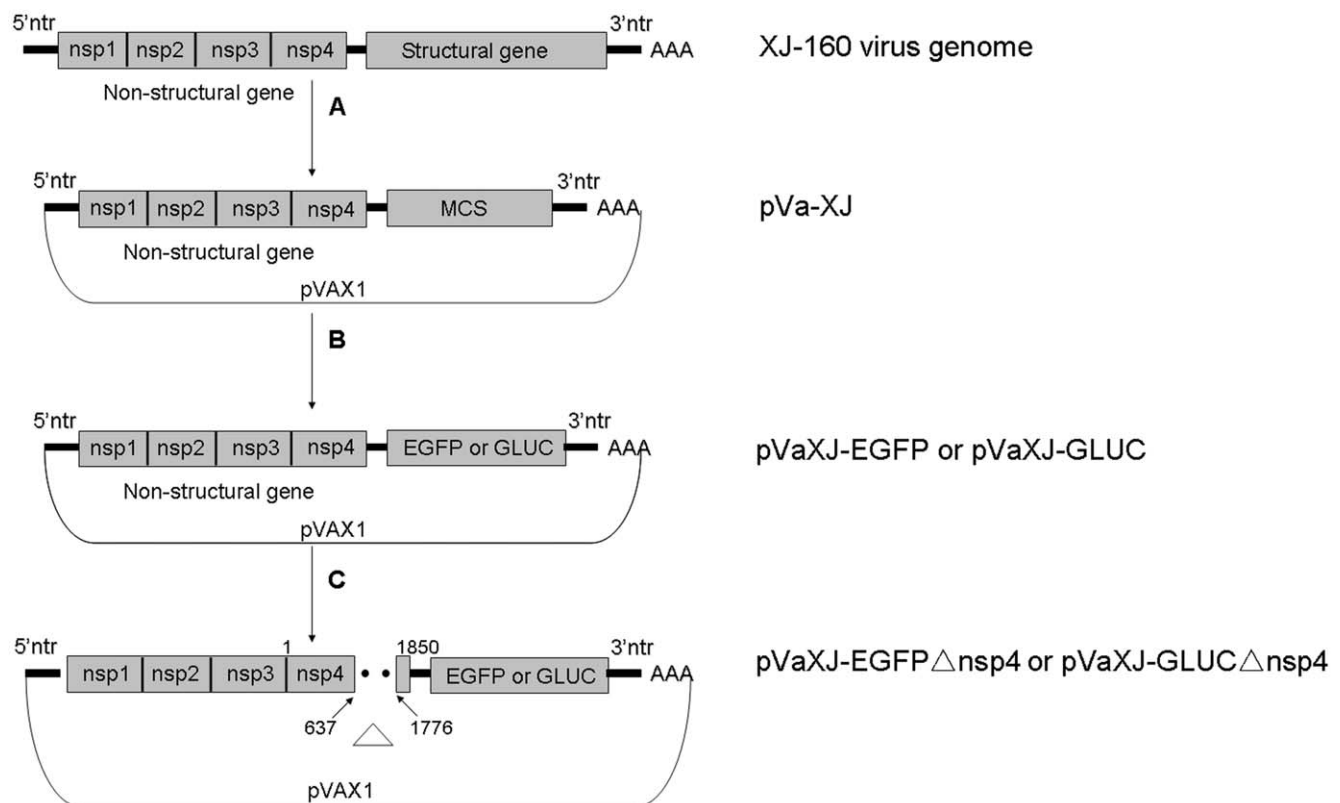 5'ntr
3'ntr
nsp1 nsp2 nsp3 nsp4 Structural gene AAA XJ-160 virus genome
Non-structural gene
A
5'ntr
3'ntr
nsp1 nsp2 nsp3 nsp4 MCS AAA pVa-XJ
Non-structural gene
pVAX1
B
5'ntr
3'ntr
nsp1 nsp2 nsp3 nsp4 EGFP or GLUC AAA pVaXJ-EGFP or pVaXJ-GLUC
Non-structural gene
pVAX1
C
5'ntr 1 1850 3'ntr
nsp1 nsp2 nsp3 nsp4 EGFP or GLUC AAA pVaXJ-EGFP△nsp4 or pVaXJ-GLUC△nsp4
637 1776
△
pVAX1